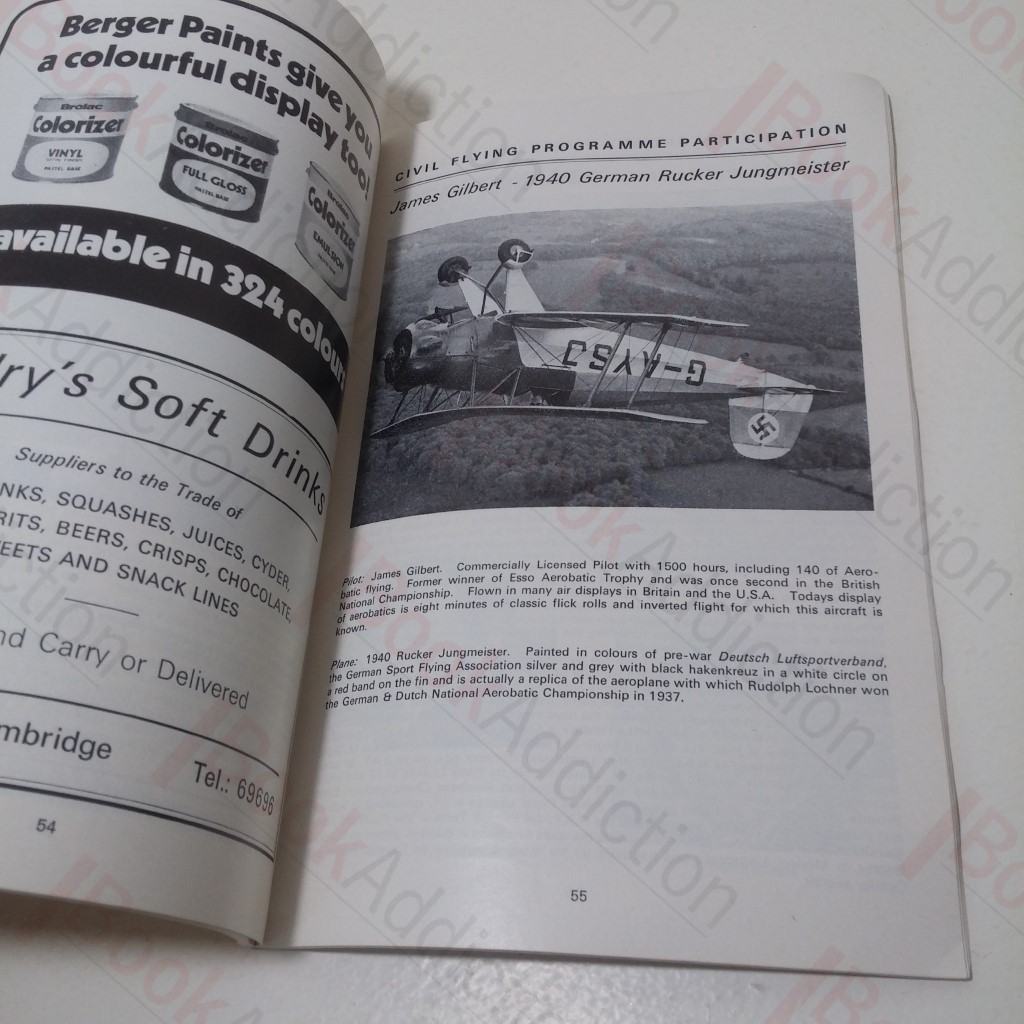 Berger Paints give you
a colourful display too!
Brolac
Colorizer
VINYL
PASTEL BASE
Brolac
Colorizer
FULL GLOSS
PASTEL BASE
Brolac
Colorizer
EMULSION
available in 324 colours
ry's Soft Drinks
Suppliers to the Trade of
NKS, SQUASHES, JUICES, CYDER,
RITS, BEERS, CRISPS, CHOCOLATE,
EETS AND SNACK LINES
nd Carry or Delivered
mbridge
Tel.: 69696
54
CIVIL FLYING PROGRAMME PARTICIPATION
James Gilbert - 1940 German Rucker Jungmeister
G-AYSJ
Pilot: James Gilbert. Commercially Licensed Pilot with 1500 hours, including 140 of Aero-
batic flying. Former winner of Esso Aerobatic Trophy and was once second in the British
National Championship. Flown in many air displays in Britain and the U.S.A. Todays display
of aerobatics is eight minutes of classic flick rolls and inverted flight for which this aircraft is
known.
Plane: 1940 Rucker Jungmeister. Painted in colours of pre-war Deutsch Luftsportverband,
the German Sport Flying Association silver and grey with black hakenkreuz in a white circle on
a red band on the fin and is actually a replica of the aeroplane with which Rudolph Lochner won
the German & Dutch National Aerobatic Championship in 1937.
55
BookAddiction